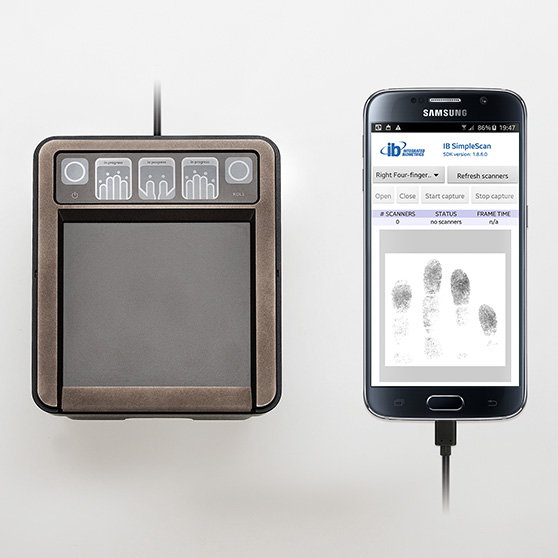 In progress
In progress
In progress
ROLL
SAMSUNG
86% 19:47
ib INTEGRATED BIOMETRICS
IB SimpleScan
SDK version: 1.8.4.0
Right Four-finger..
Refresh scanners
Open Close Start capture Stop capture
# SCANNERS STATUS FRAME TIME
0 no scanners n/a